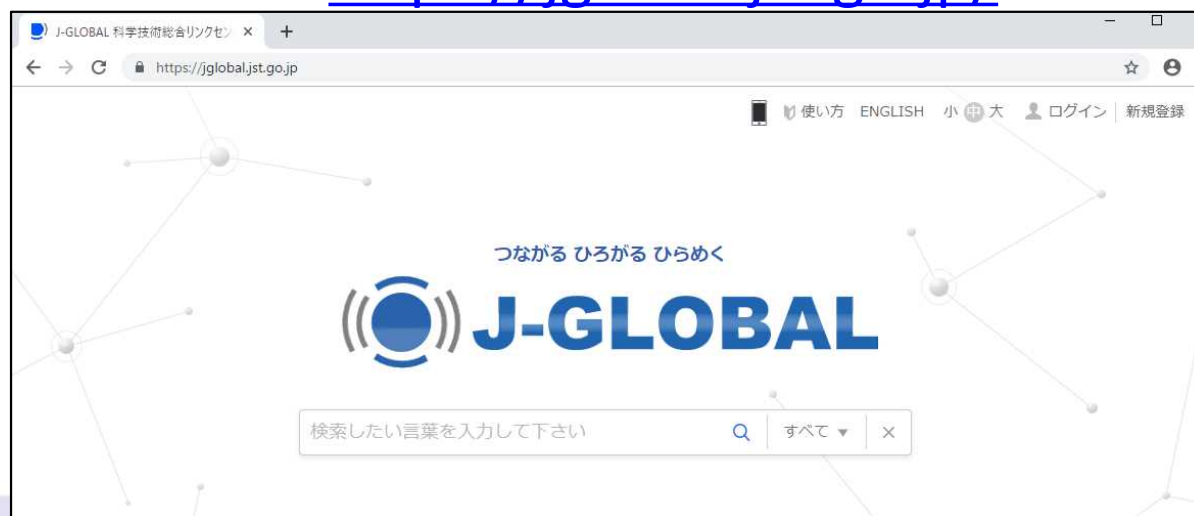 J-GLOBAL 科学技術総合リンクセン
https://jglobal.jst.go.jp
使い方 ENGLISH 小 中 大 ログイン 新規登録
つながる ひろがる ひらめく
J-GLOBAL
検索したい言葉を入力して下さい すべて